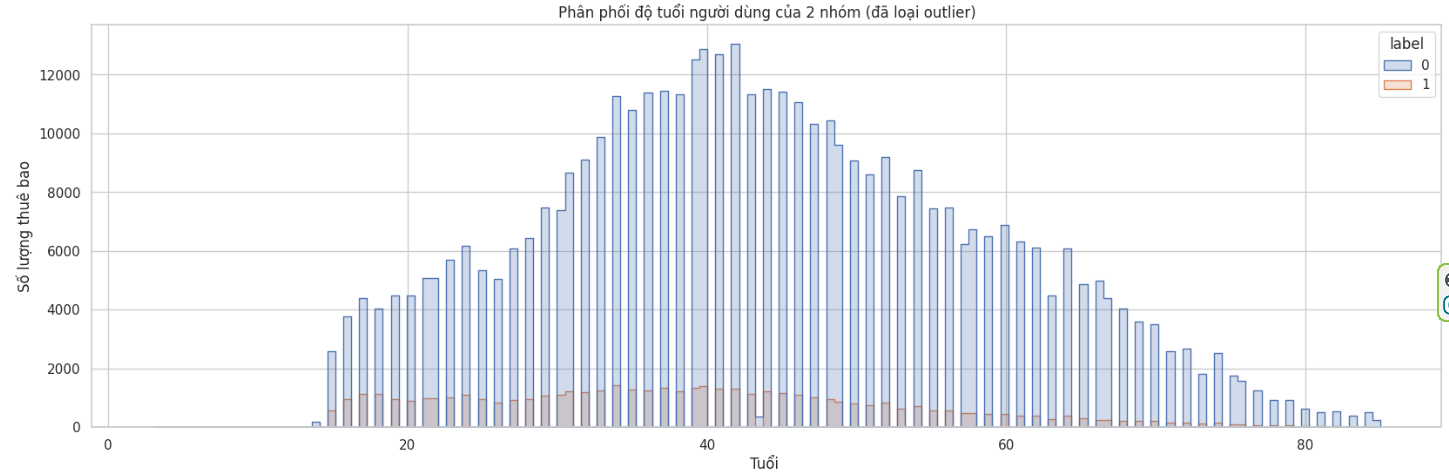 Phân phối độ tuổi người dùng của 2 nhóm (đã loại outlier)
label
0
1
Số lượng thuê bao
12000
10000
8000
6000
4000
2000
0
0 20 40 60 80
Tuổi